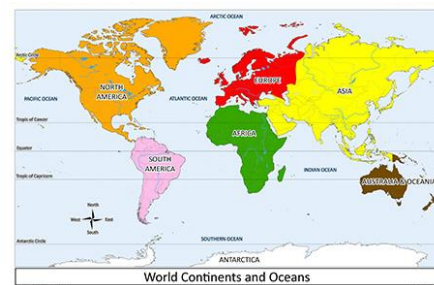 ARCTIC OCEAN
Arctic Circle
NORTH
AMERICA
EUROPE
ASIA
PACIFIC OCEAN
ATLANTIC OCEAN
Tropic of Cancer
AFRICA
Equator
SOUTH
AMERICA
INDIAN OCEAN
Tropic of Capricorn
AUSTRALIA & OCEANIA
North
West
East
South
Antarctic Circle
SOUTHERN OCEAN
ANTARCTICA
World Continents and Oceans